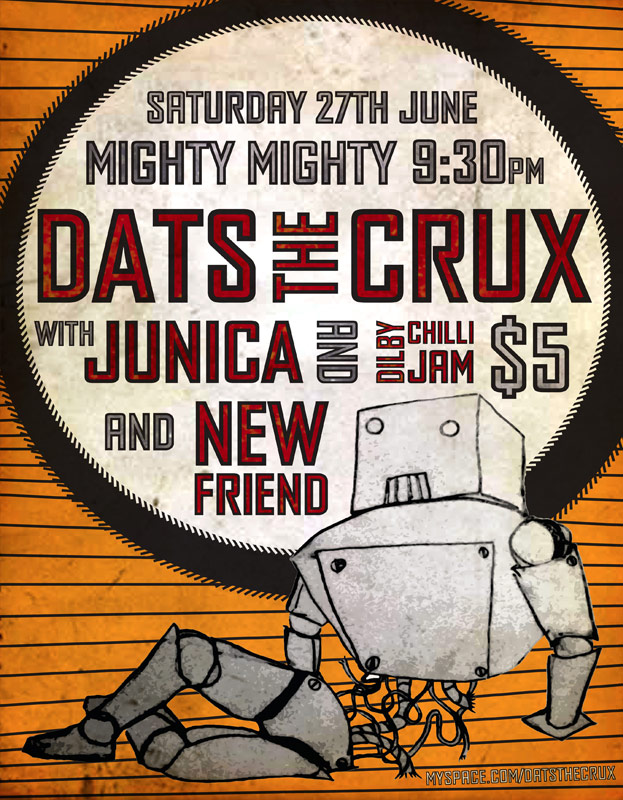 SATURDAY 27TH JUNE
MIGHTY MIGHTY 9:30PM
DATS THE CRUX
WITH JUNICA AND DILBY CHILLI JAM $5
AND NEW FRIEND
MYSPACE.COM/DATSTHECRUX